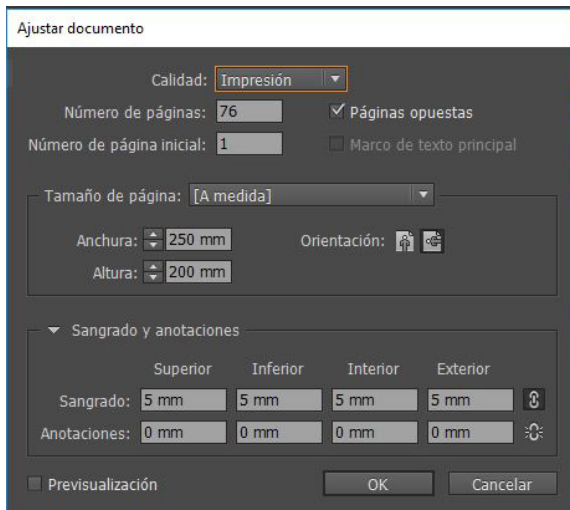 Ajustar documento
Calidad: Impresión
Número de páginas: 76 Páginas opuestas
Número de página inicial: 1 Marco de texto principal
Tamaño de página: [A medida]
Anchura: 250 mm Orientación:
Altura: 200 mm
Sangrado y anotaciones
Superior Inferior Interior Exterior
Sangrado: 5 mm 5 mm 5 mm 5 mm
Anotaciones: 0 mm 0 mm 0 mm 0 mm
Previsualización OK Cancelar